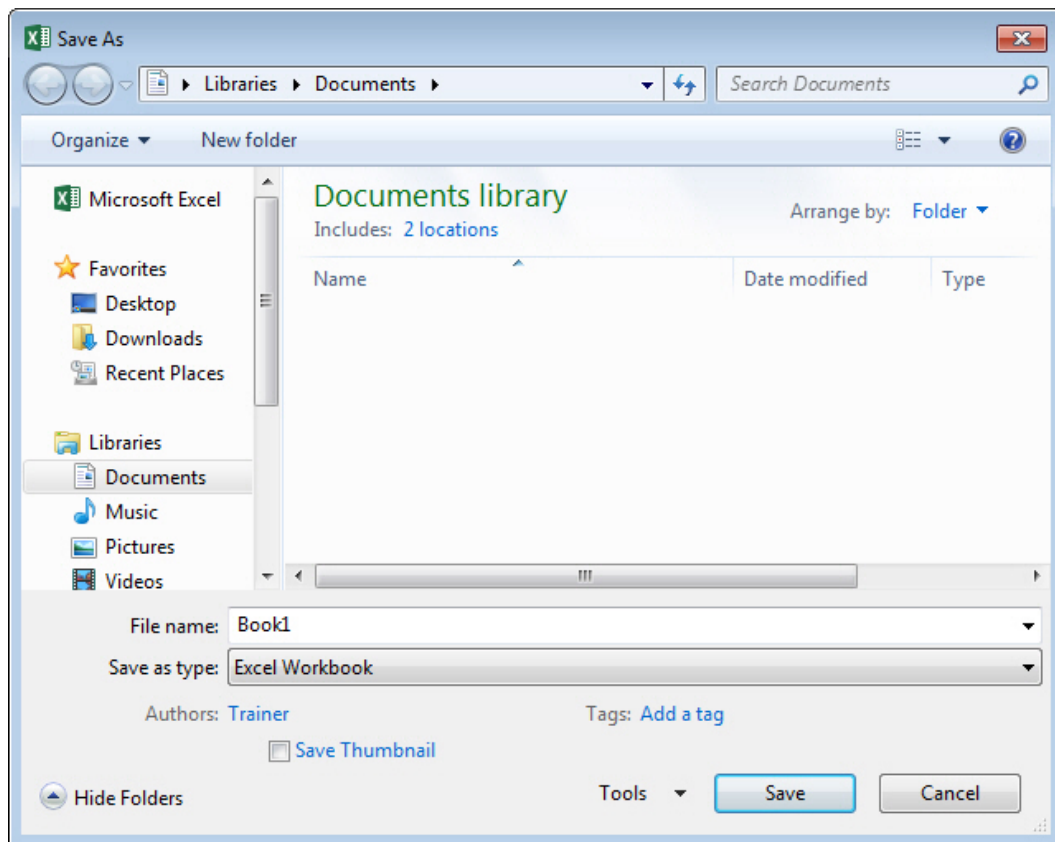 Save As
Libraries Documents
Search Documents
Organize New folder
Microsoft Excel
Favorites
Desktop
Downloads
Recent Places
Libraries
Documents
Music
Pictures
Videos
Documents library
Includes: 2 locations
Arrange by: Folder
Name Date modified Type
File name: Book1
Save as type: Excel Workbook
Authors: Trainer Tags: Add a tag
Save Thumbnail
Hide Folders Tools Save Cancel